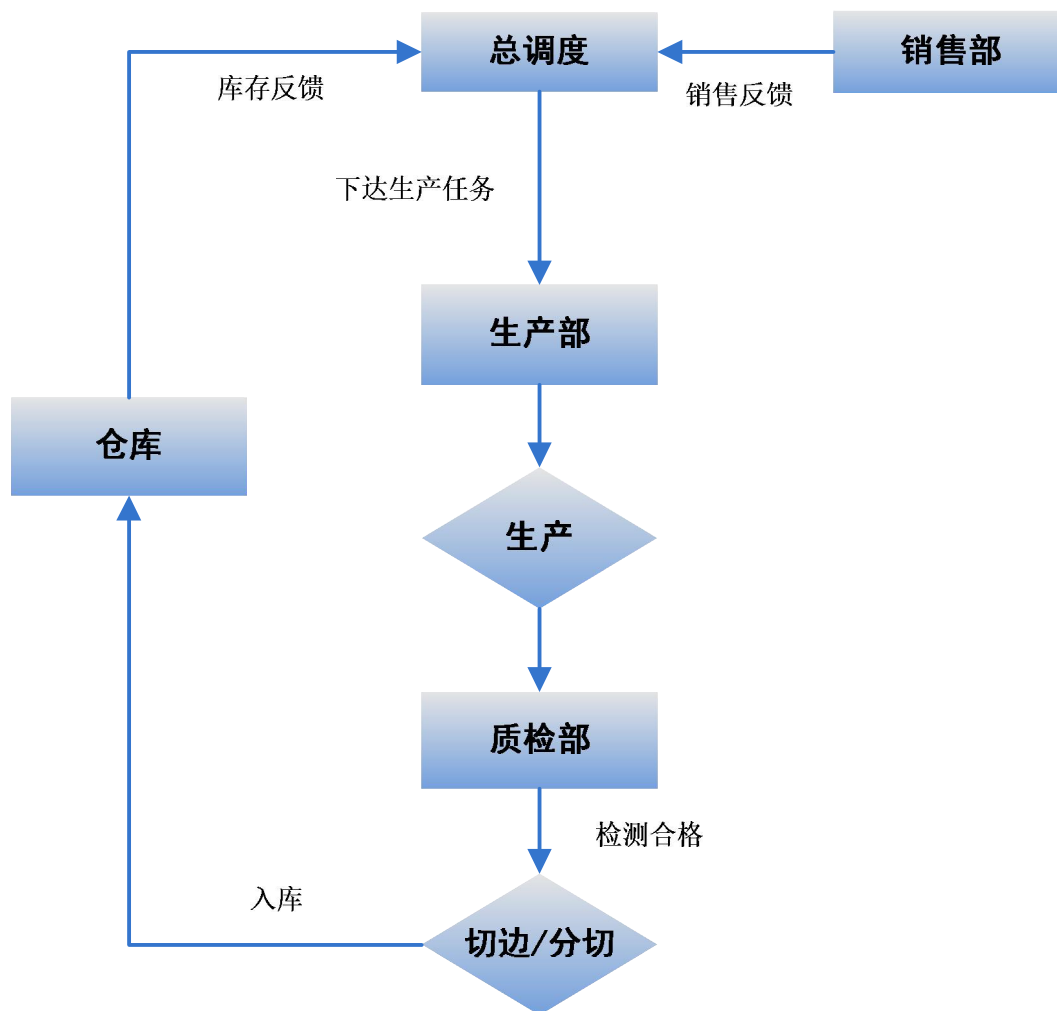 总调度
销售部
库存反馈
销售反馈
下达生产任务
生产部
仓库
生产
质检部
检测合格
入库
切边/分切